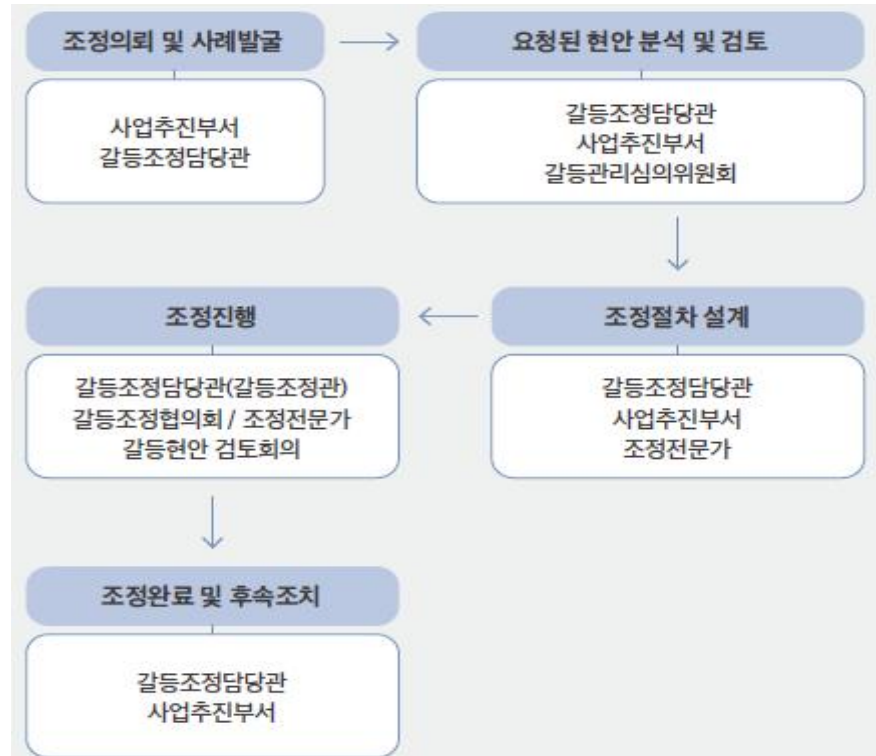 조정의뢰 및 사례발굴
사업추진부서
갈등조정담당관
요청된 현안 분석 및 검토
갈등조정담당관
사업추진부서
갈등관리심의위원회
조정절차 설계
갈등조정담당관
사업추진부서
조정전문가
조정진행
갈등조정담당관(갈등조정관)
갈등조정협의회 / 조정전문가
갈등현안 검토회의
조정완료 및 후속조치
갈등조정담당관
사업추진부서